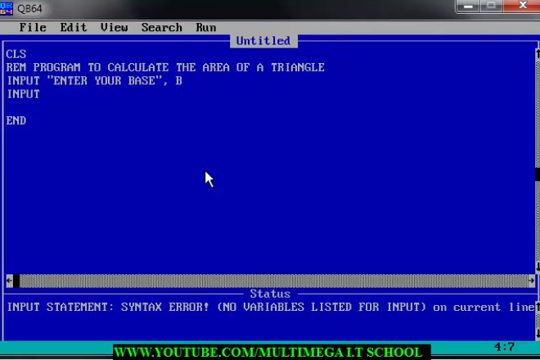 QB64
File Edit View Search Run
Untitled
CLS
REM PROGRAM TO CALCULATE THE AREA OF A TRIANGLE
INPUT "ENTER YOUR BASE", B
INPUT
END
Status
INPUT STATEMENT: SYNTAX ERROR! (NO VARIABLES LISTED FOR INPUT) on current line
WWW.YOUTUBE.COM/MULTIMEGA I.T SCHOOL
4:7